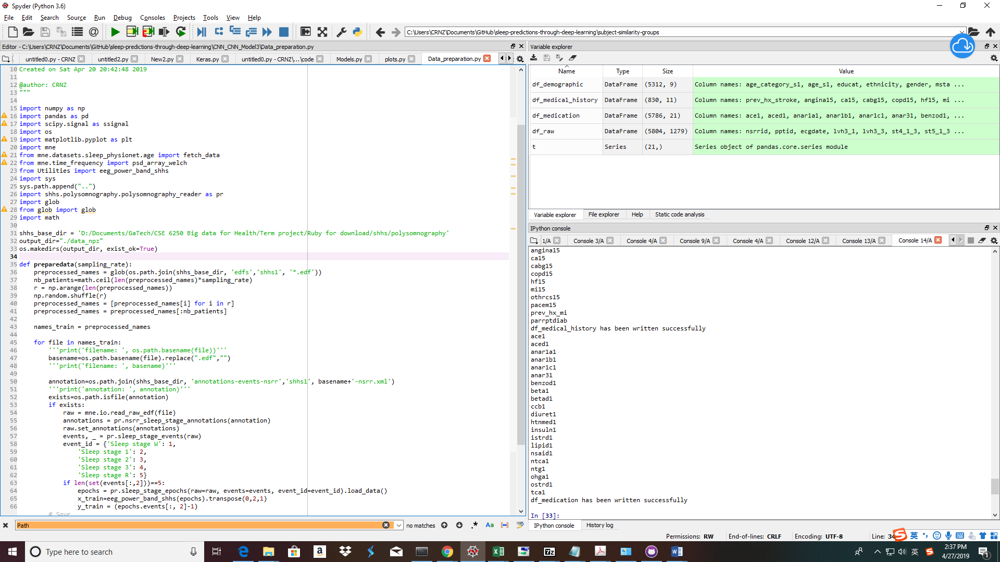 Spyder (Python 3.6)
File Edit Search Source Run Debug Consoles Projects Tools View Help
C:\Users\CRNZ\Documents\GitHub\sleep-predictions-through-deep-learning\subject-similarity-groups
Editor - C:\Users\CRNZ\Documents\GitHub\sleep-predictions-through-deep-learning\CNN_CNN_Model3\Data_preparation.py
untitled0.py - CRNZ untitled2.py New2.py Keras.py untitled0.py - CRNZ\...\code Models.py plots.py Data_preparation.py
10 Created on Sat Apr 20 20:42:48 2019
11
12 @author: CRNZ
13 """
14
15 import numpy as np
16 import pandas as pd
17 import scipy.signal as ssignal
18 import os
19 import matplotlib.pyplot as plt
20 import mne
21 from mne.datasets.sleep_physionet.age import fetch_data
22 from mne.time_frequency import psd_array_welch
23 from Utilities import eeg_power_band_shhs
24 import sys
25 sys.path.append("..")
26 import shhs.polysomnography.polysomnography_reader as pr
27 import glob
28 from glob import glob
29 import math
30
31 shhs_base_dir = 'D:/Documents/GaTech/CSE 6250 Big data for Health/Term project/Ruby for download/shhs/polysomnography'
32 output_dir="./data_npz"
33 os.makedirs(output_dir, exist_ok=True)
34
35 def preparedata(sampling_rate):
36 preprocessed_names = glob(os.path.join(shhs_base_dir, 'edfs','shhs1', '*.edf'))
37 nb_patients=math.ceil(len(preprocessed_names)*sampling_rate)
38 r = np.arange(len(preprocessed_names))
39 np.random.shuffle(r)
40 preprocessed_names = [preprocessed_names[i] for i in r]
41 preprocessed_names = preprocessed_names[:nb_patients]
42
43 names_train = preprocessed_names
44
45 for file in names_train:
46 '''print('filename: ', os.path.basename(file))'''
47 basename=os.path.basename(file).replace(".edf","")
48 '''print('filename: ', basename)'''
49
50 annotation=os.path.join(shhs_base_dir, 'annotations-events-nsrr','shhs1', basename+'-nsrr.xml')
51 '''print('annotation: ', annotation)'''
52 exists=os.path.isfile(annotation)
53 if exists:
54 raw = mne.io.read_raw_edf(file)
55 annotations = pr.nsrr_sleep_stage_annotations(annotation)
56 raw.set_annotations(annotations)
57 events, _ = pr.sleep_stage_events(raw)
58 event_id = {'Sleep stage W': 1,
59 'Sleep stage 1': 2,
60 'Sleep stage 2': 3,
61 'Sleep stage 3': 4,
62 'Sleep stage R': 5}
63 if len(set(events[:,2]))==5:
64 epochs = pr.sleep_stage_epochs(raw=raw, events=events, event_id=event_id).load_data()
65 x_train=eeg_power_band_shhs(epochs).transpose(0,2,1)
66 y_train = (epochs.events[:, 2]-1)
# Save
Path no matches .* Aa
Variable explorer
Name Type Size Value
df_demographic DataFrame (5312, 9) Column names: age_category_s1, age_s1, educat, ethnicity, gender, msta ...
df_medical_history DataFrame (830, 11) Column names: prev_hx_stroke, angina15, ca15, cabg15, copd15, hf15, mi ...
df_medication DataFrame (5786, 21) Column names: ace1, aced1, anar1a1, anar1b1, anar1c1, anar31, benzod1, ...
df_raw DataFrame (5804, 1279) Column names: nsrrid, pptid, ecgdate, lvh3_1, lvh3_3, st4_1_3, st5_1_3 ...
t Series (21,) Series object of pandas.core.series module
Variable explorer File explorer Help Static code analysis
IPython console
1/A Console 3/A Console 4/A Console 9/A Console 4/A Console 12/A Console 13/A Console 14/A
angina15
ca15
cabg15
copd15
hf15
mi15
othrcs15
pacem15
prev_hx_mi
parrptdiab
df_medical_history has been written successfully
ace1
aced1
anar1a1
anar1b1
anar1c1
anar31
benzod1
beta1
betad1
ccb1
diuret1
htnmed1
insuln1
istrd1
lipid1
nsaid1
ntca1
ntg1
ohga1
ostrd1
tca1
df_medication has been written successfully
In [33]:
IPython console History log
Permissions: RW End-of-lines: CRLF Encoding: UTF-8 Line: 34 英
Type here to search
英 2:37 PM
4/27/2019